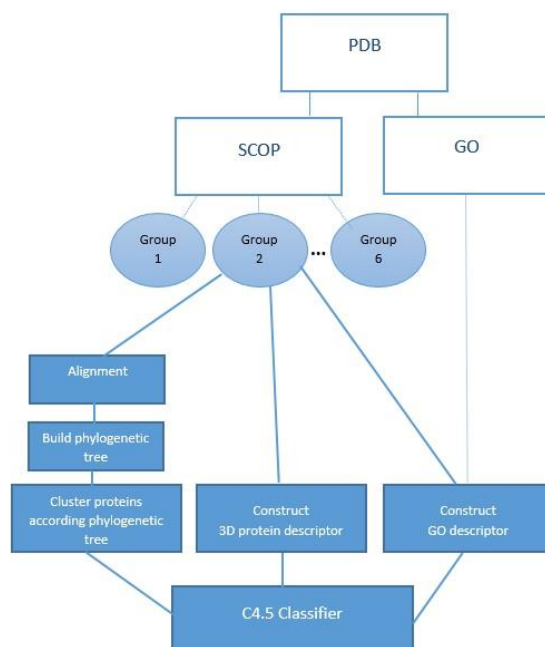 PDB
SCOP
GO
Group
1
Group
2
...
Group
6
Alignment
Build phylogenetic
tree
Cluster proteins
according phylogenetic
tree
Construct
3D protein descriptor
Construct
GO descriptor
C4.5 Classifier